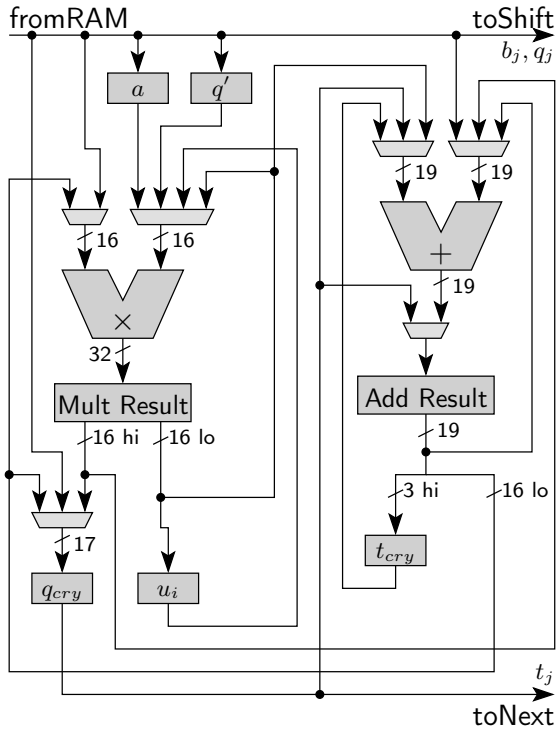 fromRAM toShift
b_j, q_j
a q′
19 19
16 16
+
19
×
32
Mult Result Add Result
16 hi 16 lo 19
3 hi 16 lo
17
t_cry
q_cry u_i
t_j
toNext